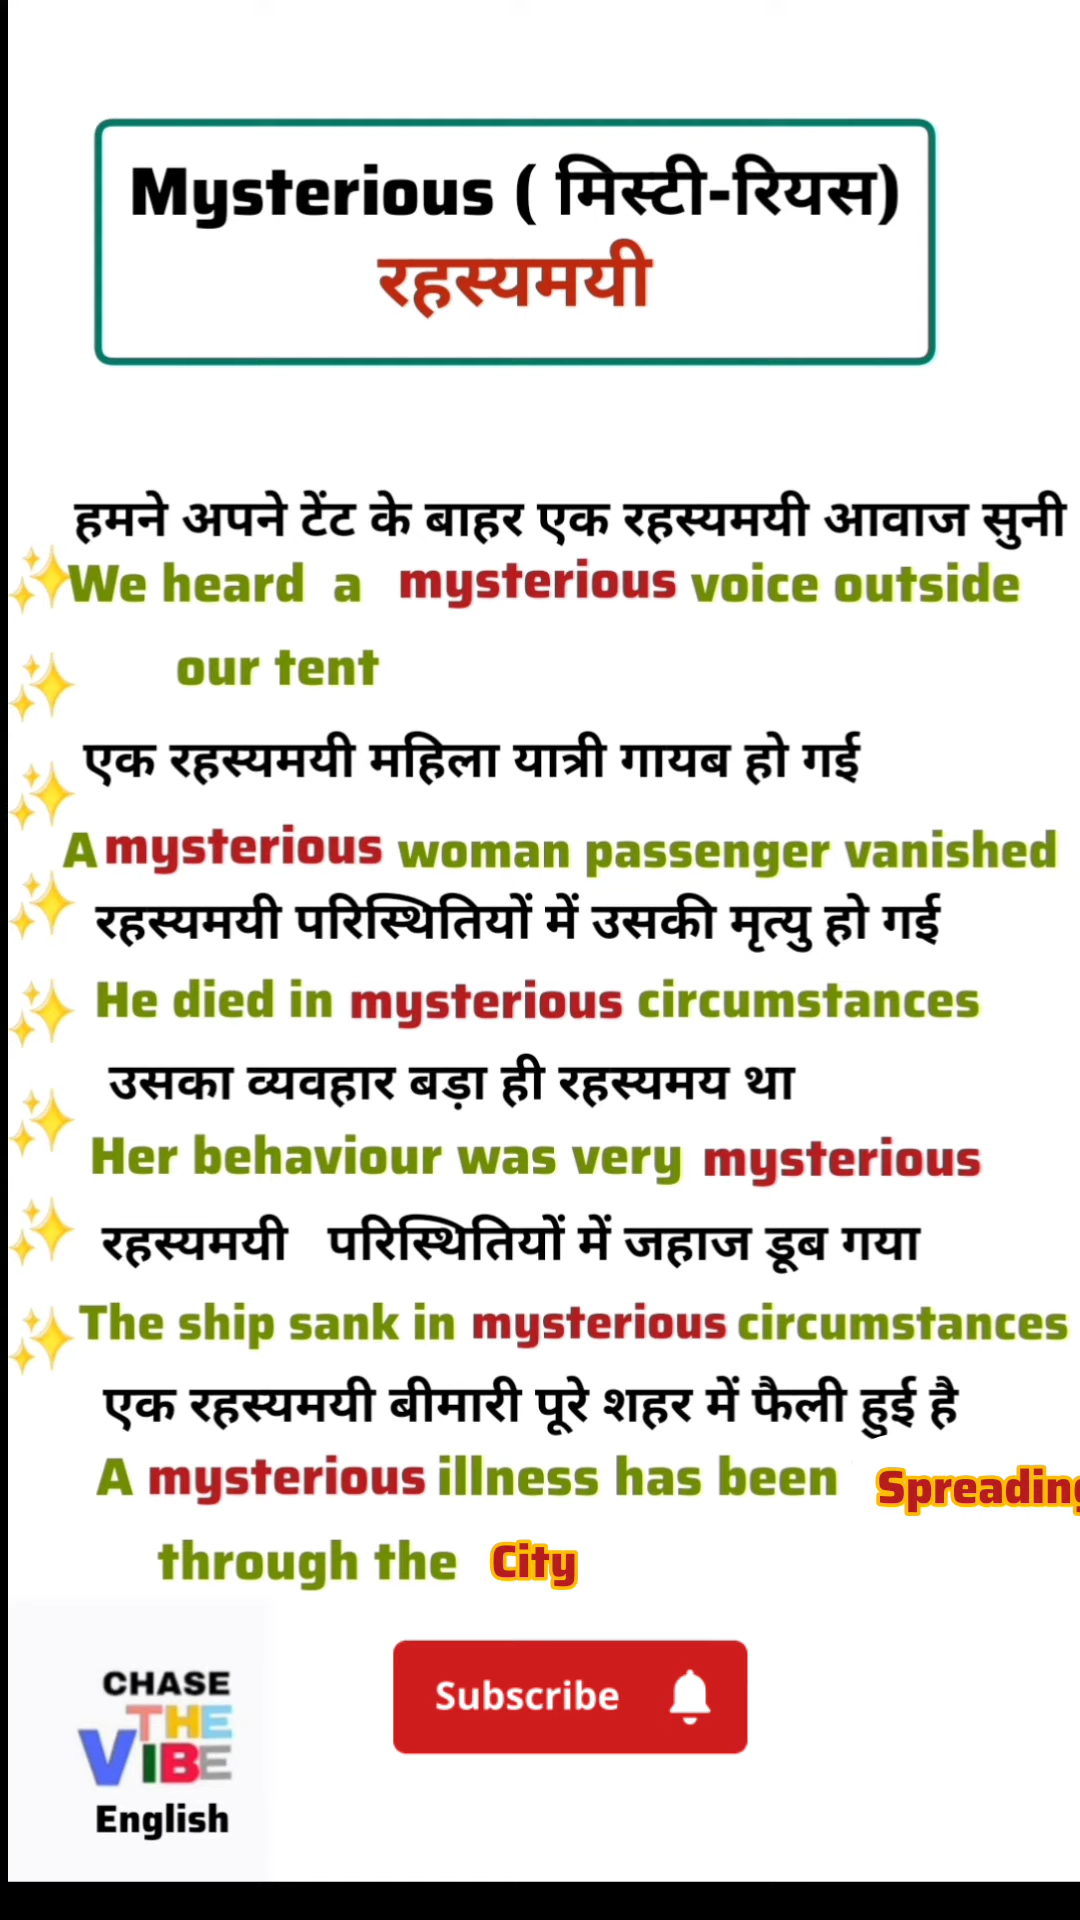 Mysterious ( मिस्टी-रियस)
रहस्यमयी
हमने अपने टेंट के बाहर एक रहस्यमयी आवाज सुनी
We heard a mysterious voice outside
our tent
एक रहस्यमयी महिला यात्री गायब हो गई
A mysterious woman passenger vanished
रहस्यमयी परिस्थितियों में उसकी मृत्यु हो गई
He died in mysterious circumstances
उसका व्यवहार बड़ा ही रहस्यमय था
Her behaviour was very mysterious
रहस्यमयी परिस्थितियों में जहाज डूब गया
The ship sank in mysterious circumstances
एक रहस्यमयी बीमारी पूरे शहर में फैली हुई है
A mysterious illness has been Spreading
through the City
CHASE
THE
VIBE
English
Subscribe